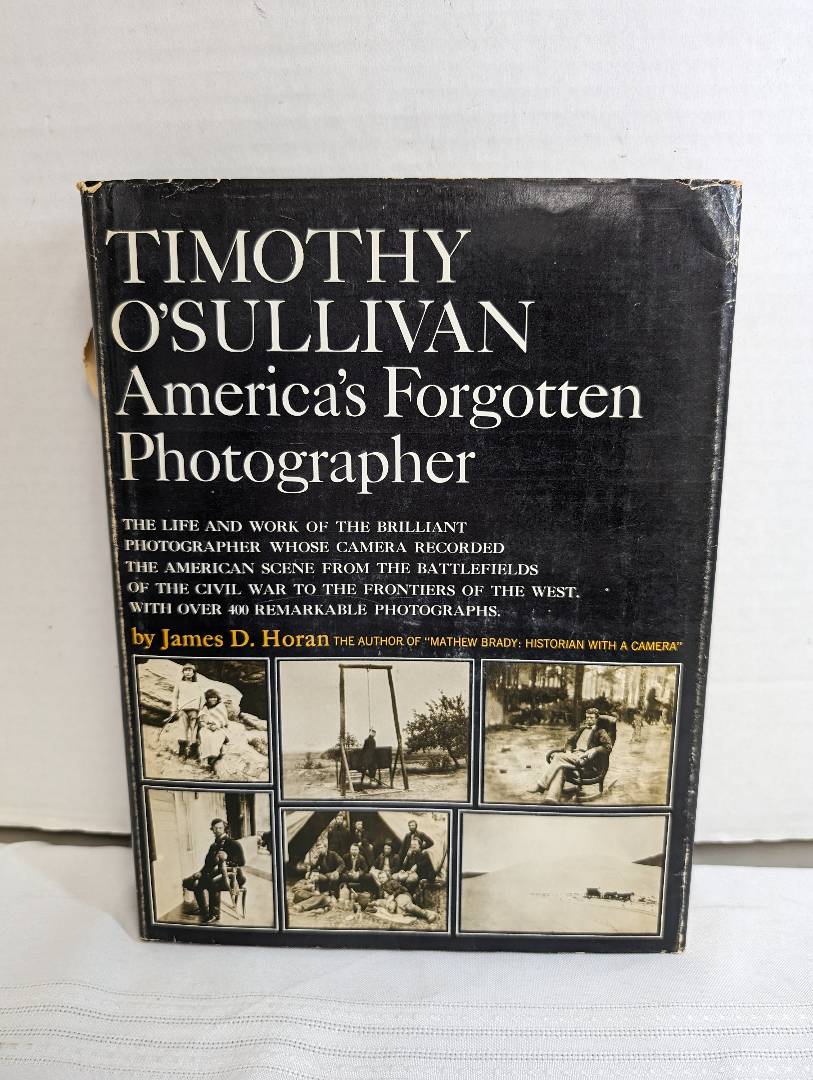 TIMOTHY
O'SULLIVAN
America's Forgotten
Photographer
THE LIFE AND WORK OF THE BRILLIANT
PHOTOGRAPHER WHOSE CAMERA RECORDED
THE AMERICAN SCENE FROM THE BATTLEFIELDS
OF THE CIVIL WAR TO THE FRONTIERS OF THE WEST.
WITH OVER 400 REMARKABLE PHOTOGRAPHS.
by James D. Horan THE AUTHOR OF "MATHEW BRADY: HISTORIAN WITH A CAMERA"